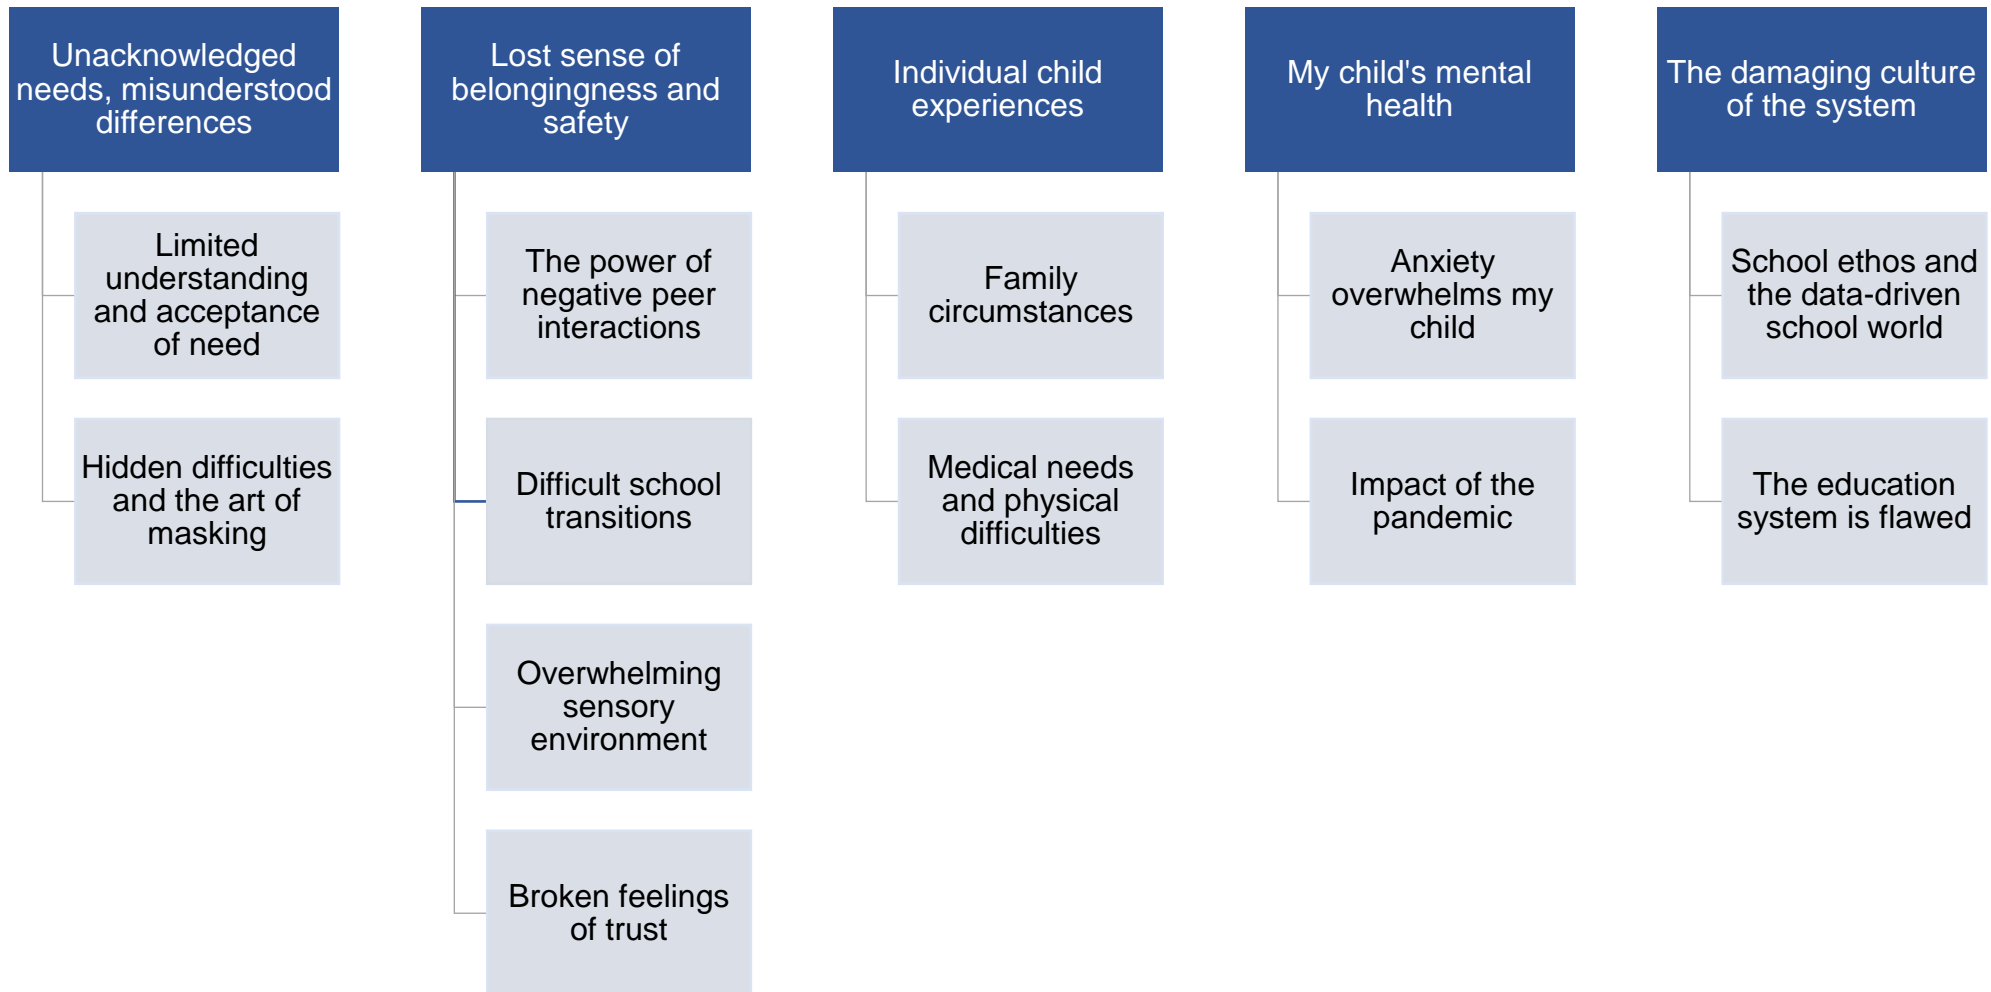 Unacknowledged
needs, misunderstood
differences
Limited
understanding
and acceptance
of need
Hidden difficulties
and the art of
masking
Lost sense of
belongingness and
safety
The power of
negative peer
interactions
Difficult school
transitions
Overwhelming
sensory
environment
Broken feelings
of trust
Individual child
experiences
Family
circumstances
Medical needs
and physical
difficulties
My child's mental
health
Anxiety
overwhelms my
child
Impact of the
pandemic
The damaging culture
of the system
School ethos and
the data-driven
school world
The education
system is flawed